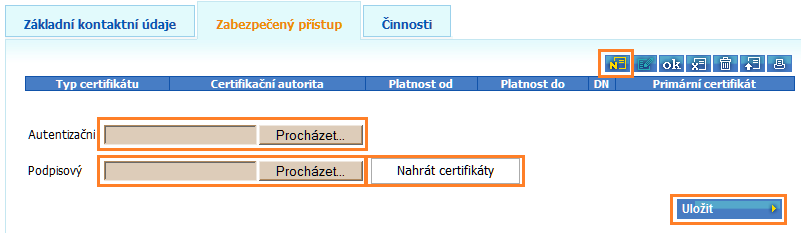 Základní kontaktní údaje Zabezpečený přístup Činnosti
N ok
Typ certifikátu Certifikační autorita Platnost od Platnost do DN Primární certifikát
Autentizační Procházet...
Podpisový Procházet... Nahrát certifikáty
Uložit